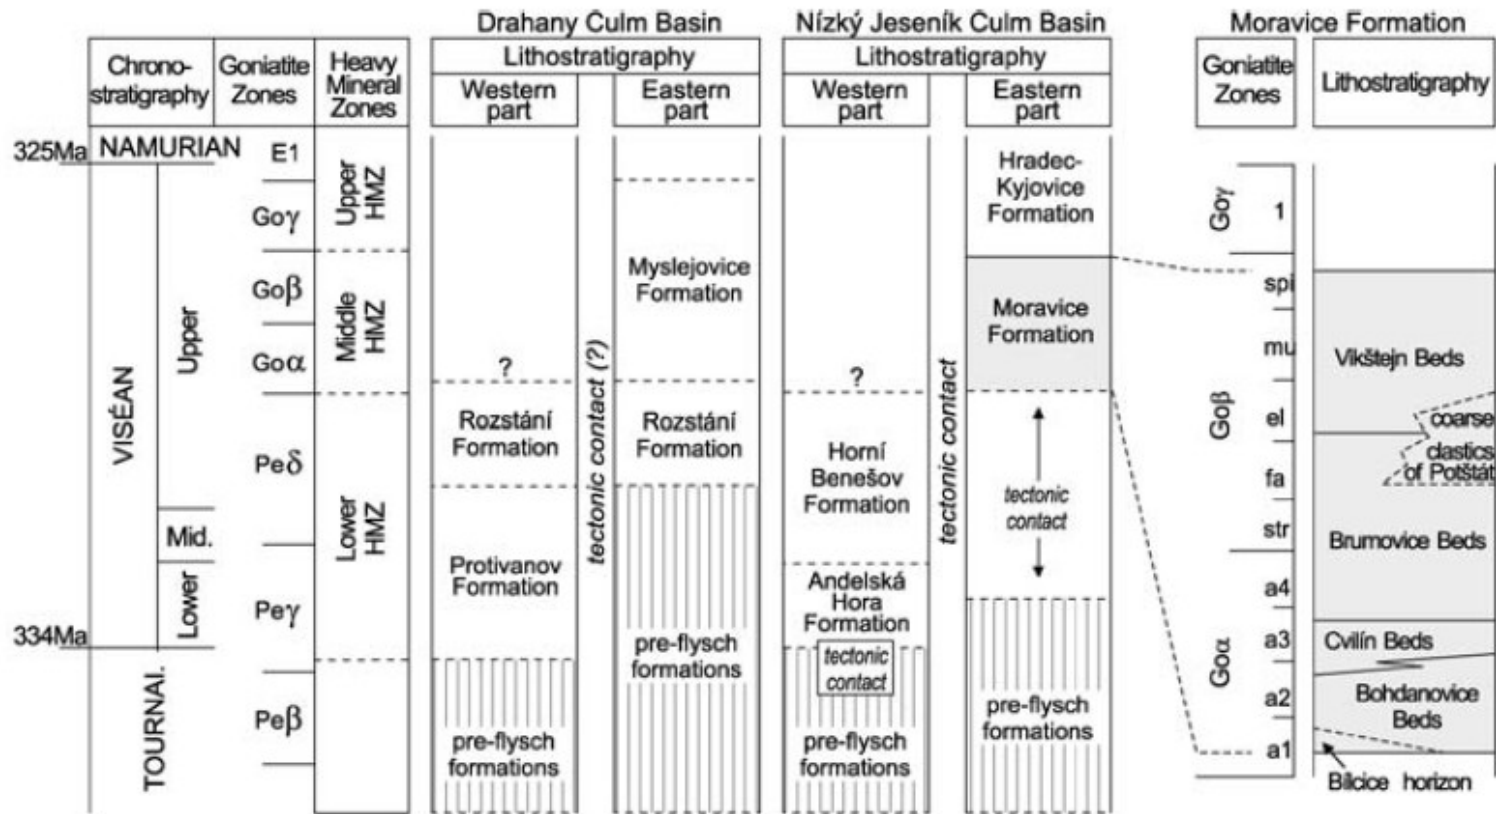 Drahany Culm Basin
Nízký Jeseník Culm Basin
Moravice Formation
Chrono-
stratigraphy
Goniatite
Zones
Heavy
Mineral
Zones
Lithostratigraphy
Western
part
Eastern
part
Lithostratigraphy
Western
part
Eastern
part
Goniatite
Zones
Lithostratigraphy
325Ma
334Ma
NAMURIAN
VISÉAN
TOURNAI.
Upper
Mid.
Lower
E1
Goγ
Goβ
Goα
Peδ
Peγ
Peβ
Upper
HMZ
Middle
HMZ
Lower
HMZ
?
Rozstání
Formation
Protivanov
Formation
pre-flysch
formations
tectonic contact (?)
Myslejovice
Formation
Rozstání
Formation
pre-flysch
formations
?
Horní
Benešov
Formation
Andelská
Hora
Formation
tectonic
contact
pre-flysch
formations
tectonic contact
Hradec-
Kyjovice
Formation
Moravice
Formation
tectonic
contact
pre-flysch
formations
Goγ
Goβ
Goα
1
spi
mu
el
fa
str
a4
a3
a2
a1
Vikštejn Beds
coarse
clastics
of Potštát
Brumovice Beds
Cvilín Beds
Bohdanovice
Beds
Bílcice horizon